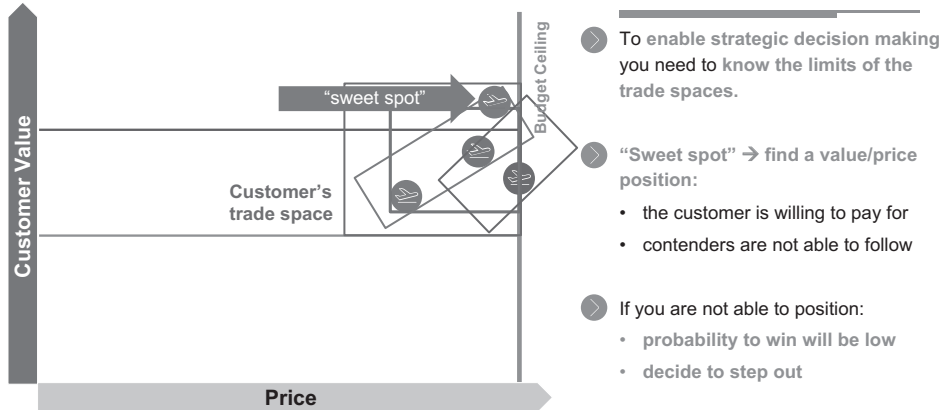 Customer Value
"sweet spot"
Budget Ceiling
Customer's
trade space
Price
To enable strategic decision making
you need to know the limits of the
trade spaces.
"Sweet spot" → find a value/price
position:
• the customer is willing to pay for
• contenders are not able to follow
If you are not able to position:
• probability to win will be low
• decide to step out